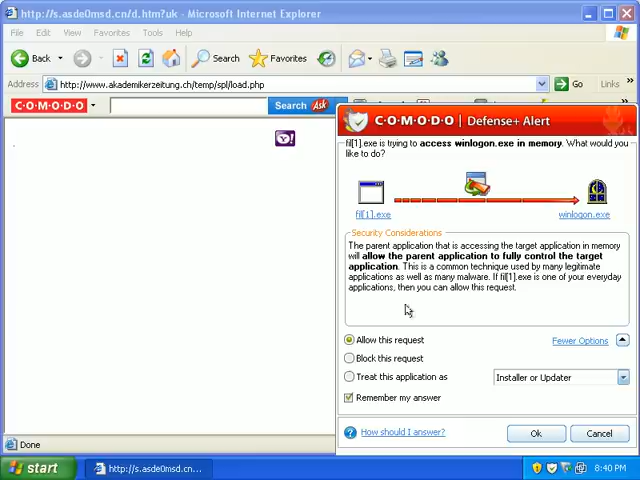 http://s.asde0msd.cn/d.htm?uk - Microsoft Internet Explorer
File Edit View Favorites Tools Help
Back Search Favorites
Address http://www.akademikerzeitung.ch/temp/spl/load.php Go Links »
C·O·M·O·D·O Search Ask
Y!
C·O·M·O·D·O | Defense+ Alert
fil[1].exe is trying to access winlogon.exe in memory. What would you
like to do?
fil[1].exe winlogon.exe
Security Considerations
The parent application that is accessing the target application in memory
will allow the parent application to fully control the target
application. This is a common technique used by many legitimate
applications as well as many malware. If fil[1].exe is one of your everyday
applications, then you can allow this request.
Allow this request Fewer Options
Block this request
Treat this application as Installer or Updater
Remember my answer
How should I answer? Ok Cancel
Done
start http://s.asde0msd.cn... 8:40 PM